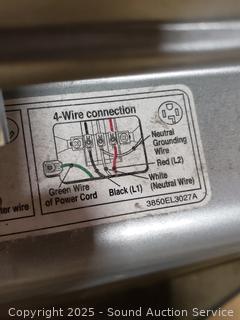 4-Wire connection
Neutral
Grounding
Wire
Red (L2)
White
(Neutral Wire)
Green Wire
of Power Cord
Black (L1)
ter wire
3850EL3027A
Copyright 2025 - Sound Auction Service